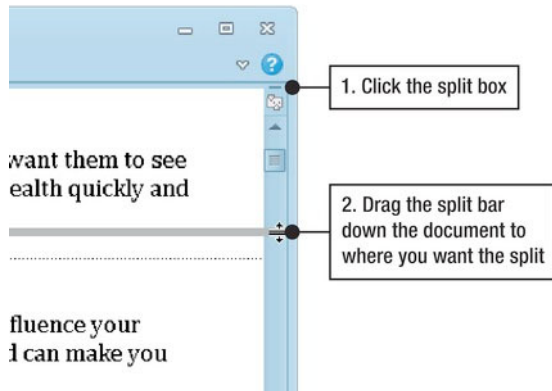 ?
1. Click the split box
want them to see
ealth quickly and
2. Drag the split bar
down the document to
where you want the split
fluence your
d can make you